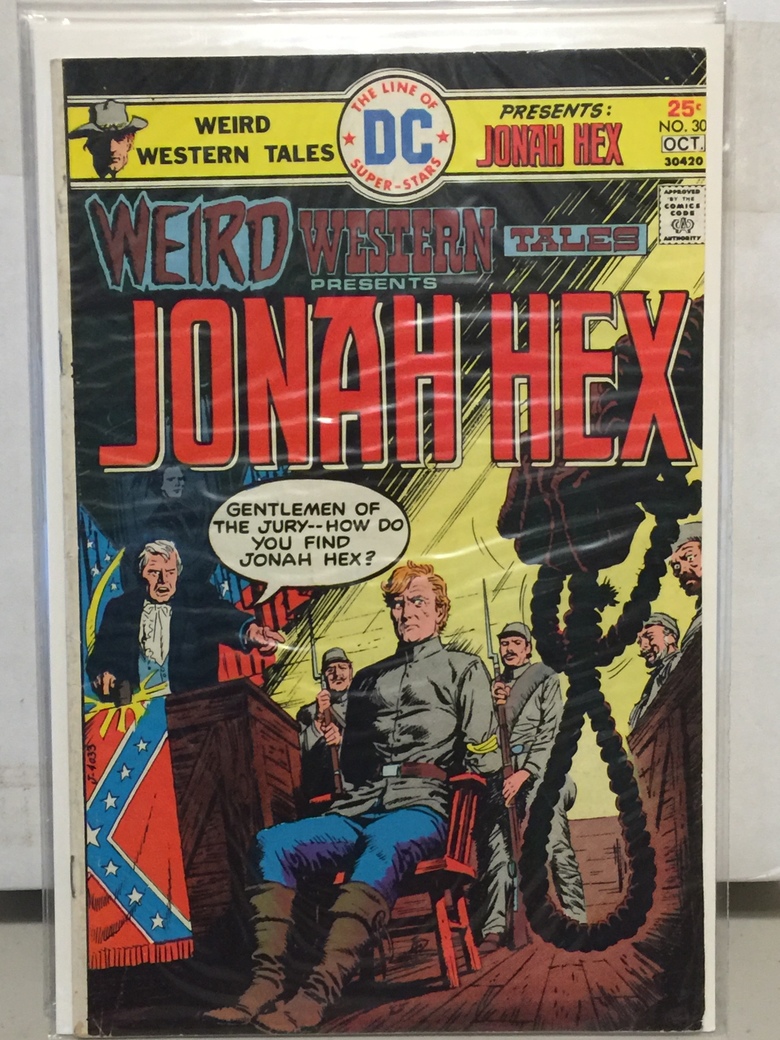 WEIRD
WESTERN TALES
THE LINE OF
DC
SUPER-STARS
PRESENTS:
JONAH HEX
25¢
NO. 30
OCT.
30420
APPROVED
BY THE
COMICS
CODE
AUTHORITY
WEIRD WESTERN TALES
PRESENTS
JONAH HEX
GENTLEMEN OF
THE JURY--HOW DO
YOU FIND
JONAH HEX?
J-4035